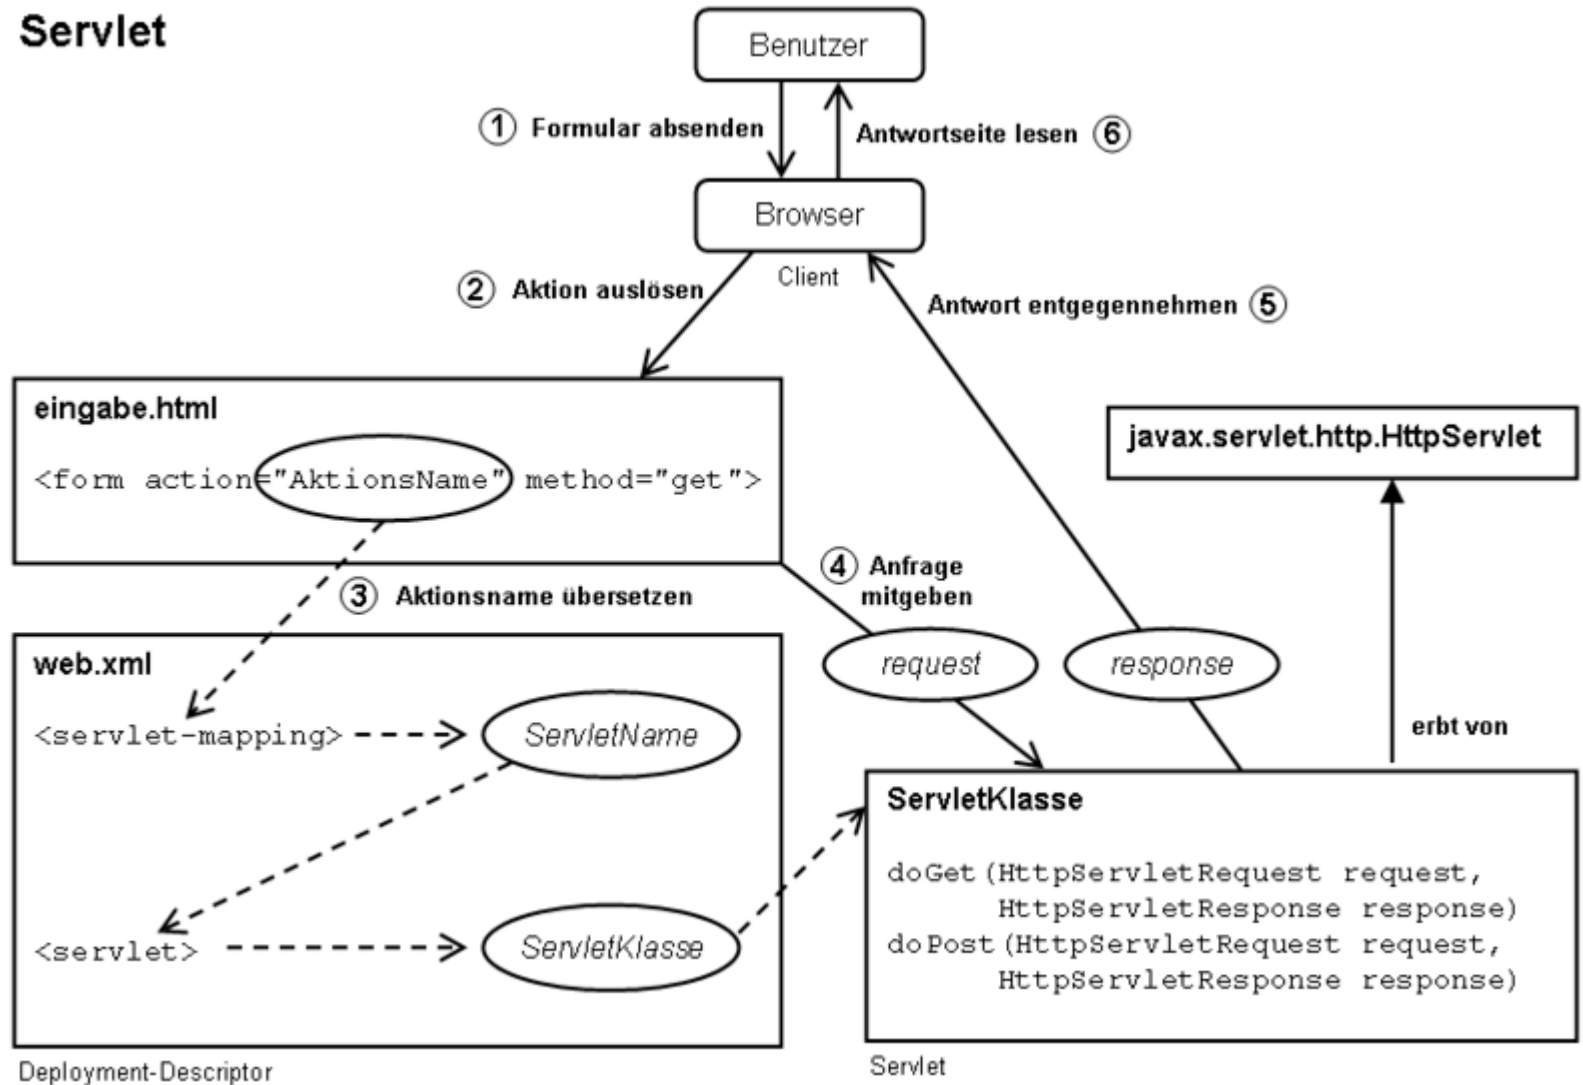 Servlet
Benutzer
① Formular absenden
Antwortseite lesen ⑥
Browser
Client
② Aktion auslösen
Antwort entgegennehmen ⑤
eingabe.html
<form action="AktionsName" method="get">
javax.servlet.http.HttpServlet
③ Aktionsname übersetzen
④ Anfrage
mitgeben
web.xml
request
response
<servlet-mapping>
ServletName
erbt von
ServletKlasse
doGet(HttpServletRequest request,
HttpServletResponse response)
doPost(HttpServletRequest request,
HttpServletResponse response)
<servlet>
ServletKlasse
Deployment-Descriptor
Servlet